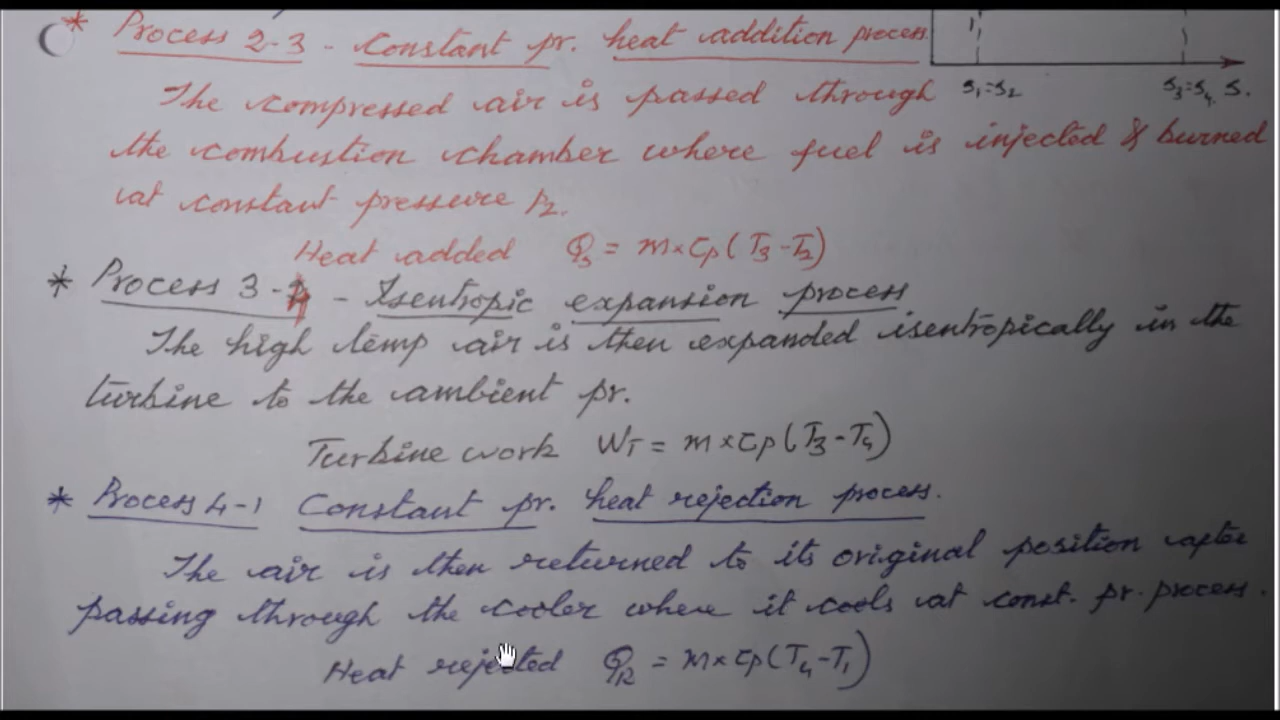 * Process 2-3 - Constant pr. heat addition process.
1
s₁=s₂ s₃=s₄ s.
The compressed air is passed through
the combustion chamber where fuel is injected & burned
at constant pressure P₂.
Heat added Qₛ = m×Cp(T₃-T₂)
* Process 3-4 - Isentropic expansion process
The high temp air is then expanded isentropically in the
turbine to the ambient pr.
Turbine work W_T = m×Cp(T₃-T₄)
* Process 4-1 Constant pr. heat rejection process.
The air is then returned to its original position after
passing through the cooler where it cools at const. pr. process.
Heat rejected Q_R = m×Cp(T₄-T₁)